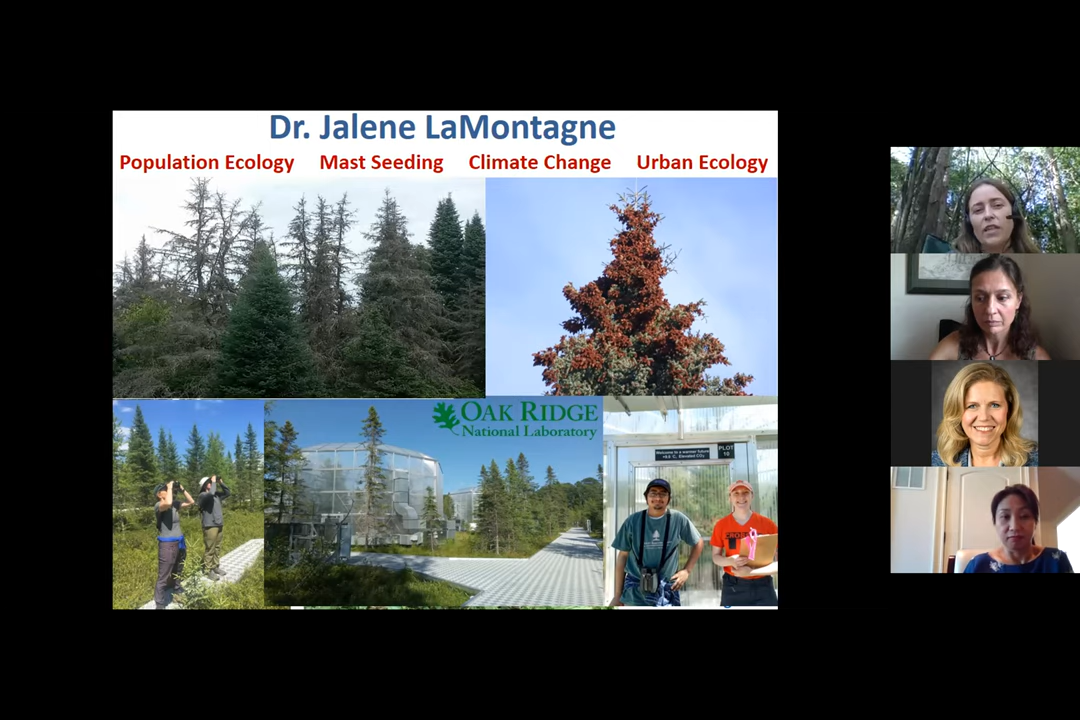 Dr. Jalene LaMontagne
Population Ecology Mast Seeding Climate Change Urban Ecology
OAK RIDGE
National Laboratory
Welcome to a warmer future
PLOT
10